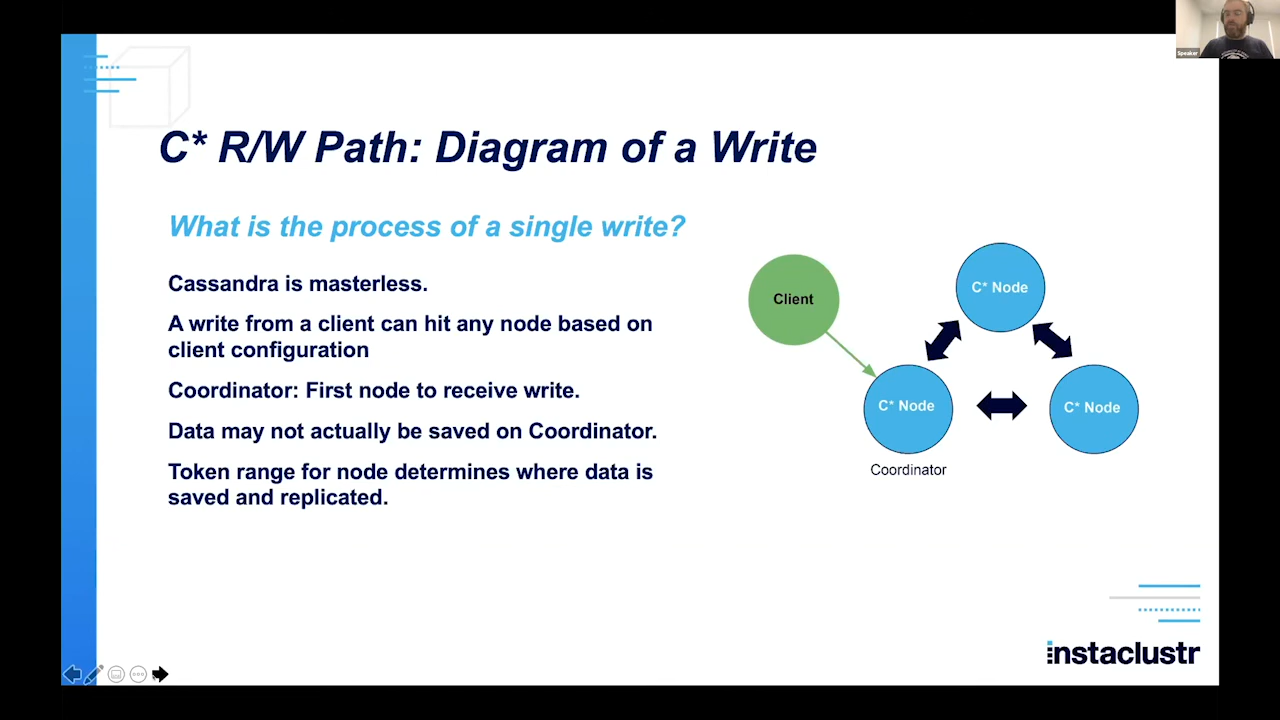 Speaker
C* R/W Path: Diagram of a Write
What is the process of a single write?
Cassandra is masterless.
A write from a client can hit any node based on
client configuration
Coordinator: First node to receive write.
Data may not actually be saved on Coordinator.
Token range for node determines where data is
saved and replicated.
Client
C* Node
C* Node
C* Node
Coordinator
instaclustr